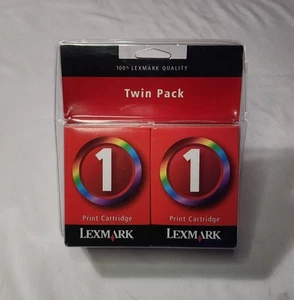 100% LEXMARK QUALITY
Twin Pack
1
Print Cartridge
LEXMARK
1
Print Cartridge
LEXMARK